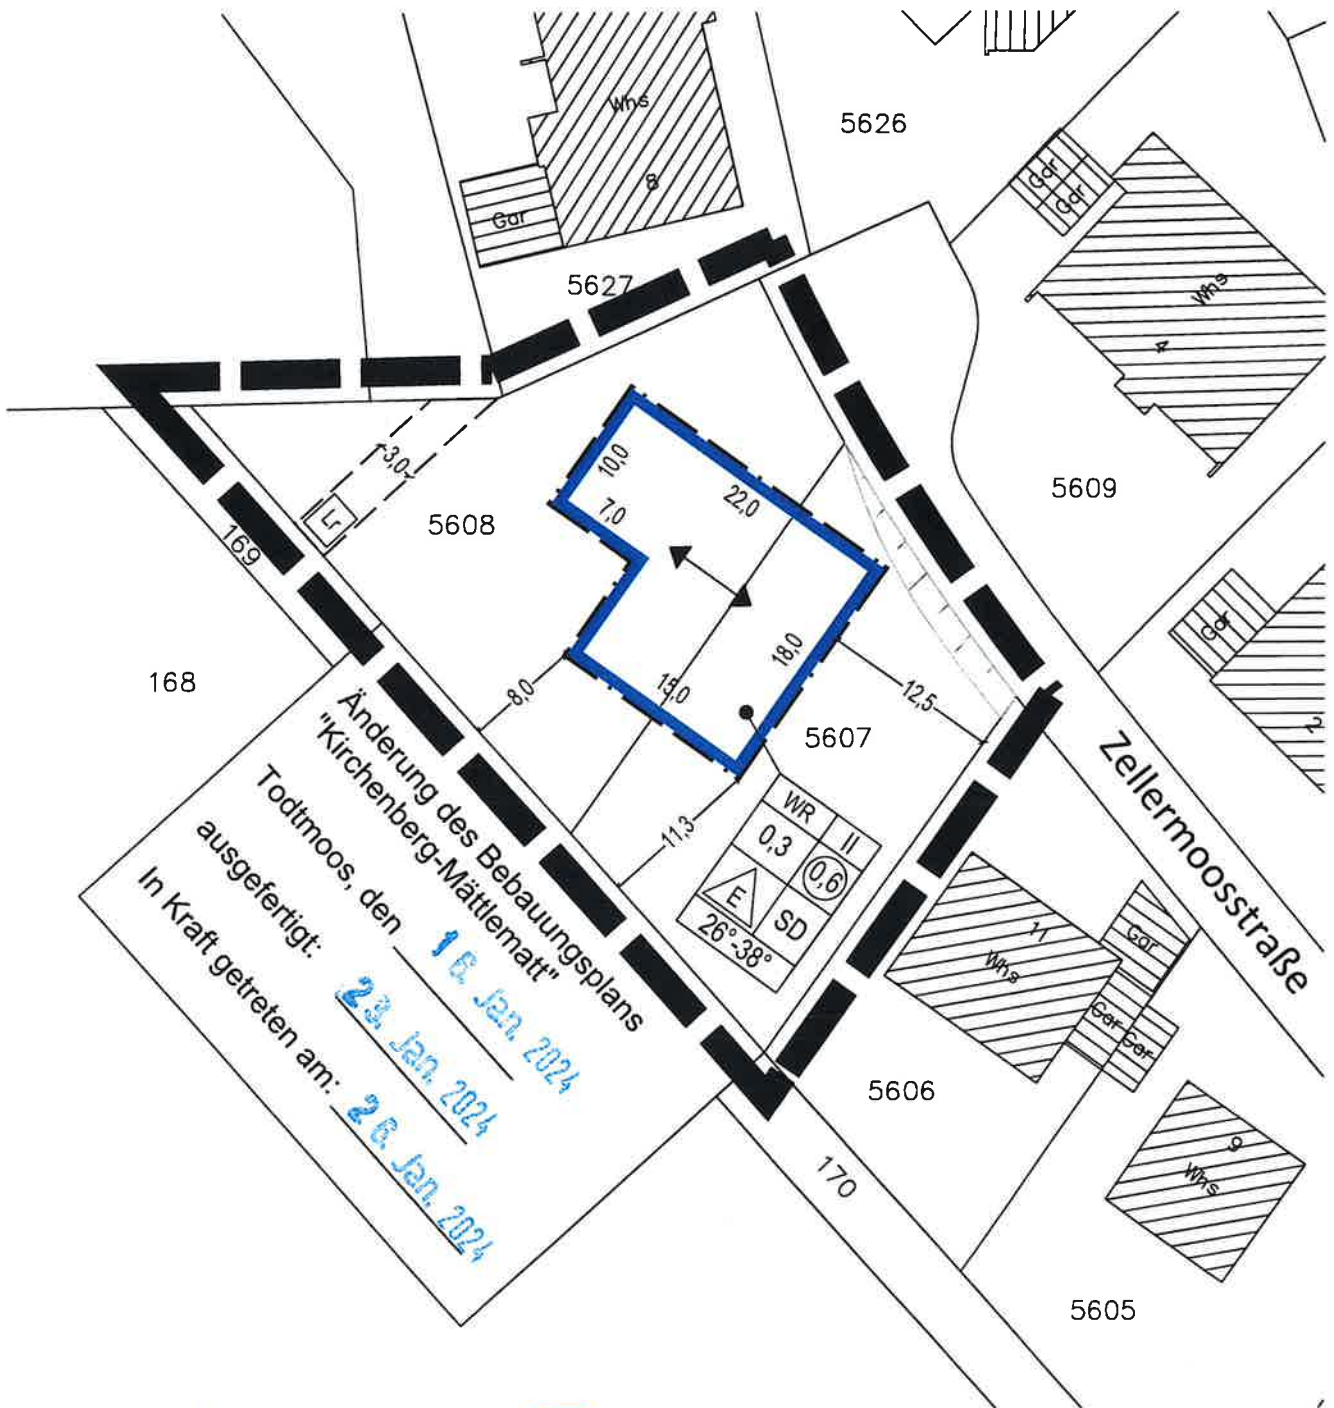 Whs
8
Gar
5627
5626
Gar
Gar
Whs
4
5609
10,0
22,0
7,0
3,0
Lr
5608
169
168
18,0
15,0
8,0
12,5
5607
11,3
Gar
2
Zellermoosstraße
WR II
0,3 0,6
E SD
26°-38°
Änderung des Bebauungsplans
"Kirchenberg-Mättlematt"
Todtmoos, den 16. Jan. 2024
ausgefertigt: 23. Jan. 2024
In Kraft getreten am: 26. Jan. 2024
11
Whs
Gar
Gar
Gar
5606
9
Whs
170
5605